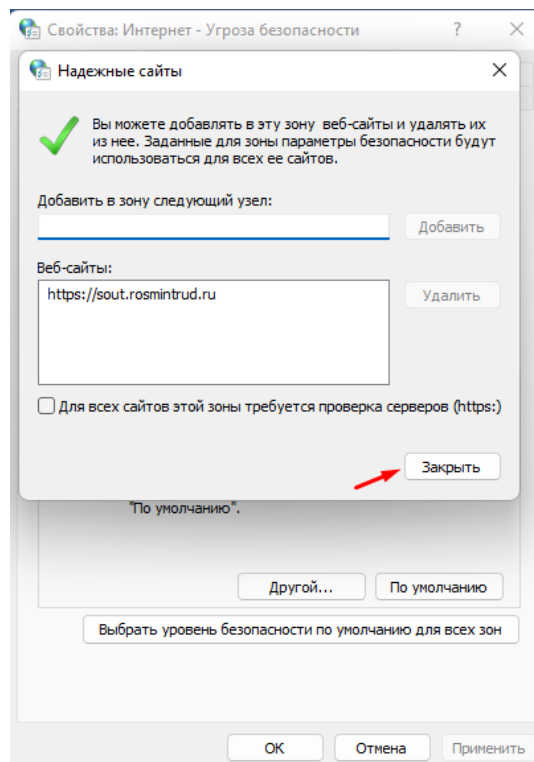 Свойства: Интернет - Угроза безопасности
?
Надежные сайты
Вы можете добавлять в эту зону веб-сайты и удалять их
из нее. Заданные для зоны параметры безопасности будут
использоваться для всех ее сайтов.
Добавить в зону следующий узел:
Добавить
Веб-сайты:
https://sout.rosmintrud.ru
Удалить
Для всех сайтов этой зоны требуется проверка серверов (https:)
Закрыть
"По умолчанию".
Другой...
По умолчанию
Выбрать уровень безопасности по умолчанию для всех зон
ОК
Отмена
Применить